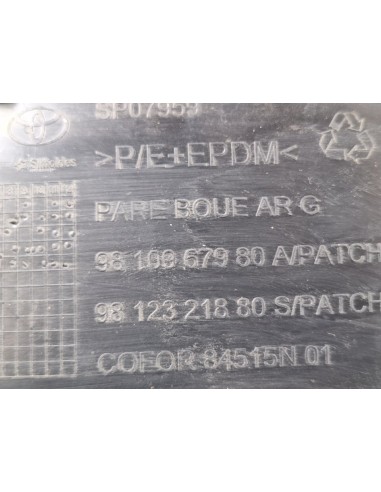 SP07959
>P/E+EPDM<
PARE BOUE AR G
98 169 679 80 A/PATCH
98 123 218 80 S/PATCH
COFOR 84515N 01